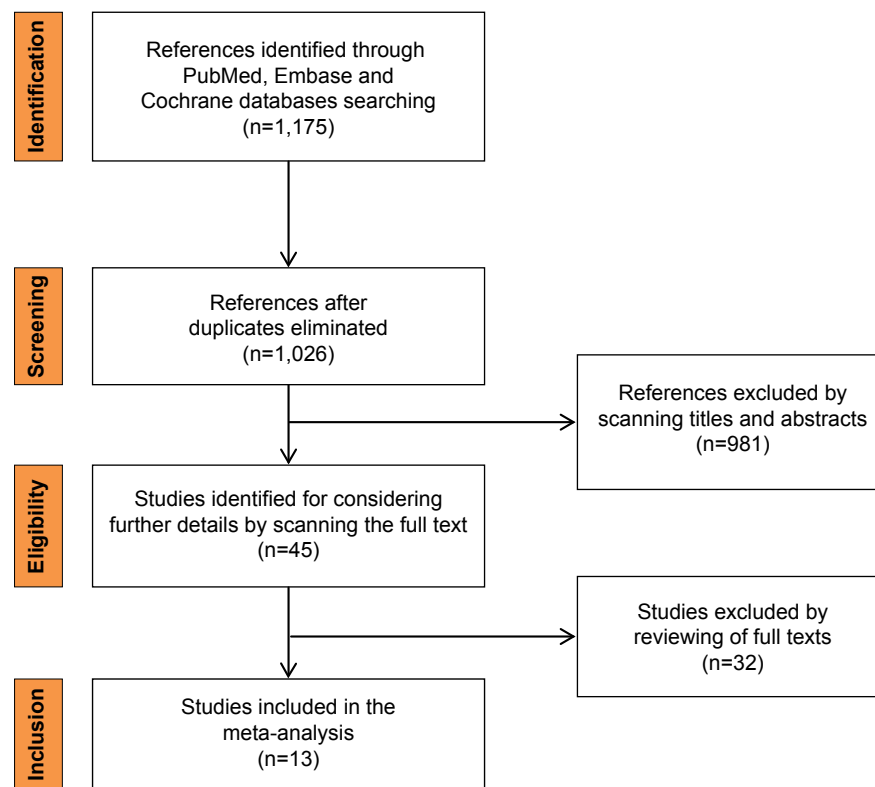 Identification
References identified through
PubMed, Embase and
Cochrane databases searching
(n=1,175)
Screening
References after
duplicates eliminated
(n=1,026)
References excluded by
scanning titles and abstracts
(n=981)
Eligibility
Studies identified for considering
further details by scanning the full text
(n=45)
Studies excluded by
reviewing of full texts
(n=32)
Inclusion
Studies included in the
meta-analysis
(n=13)